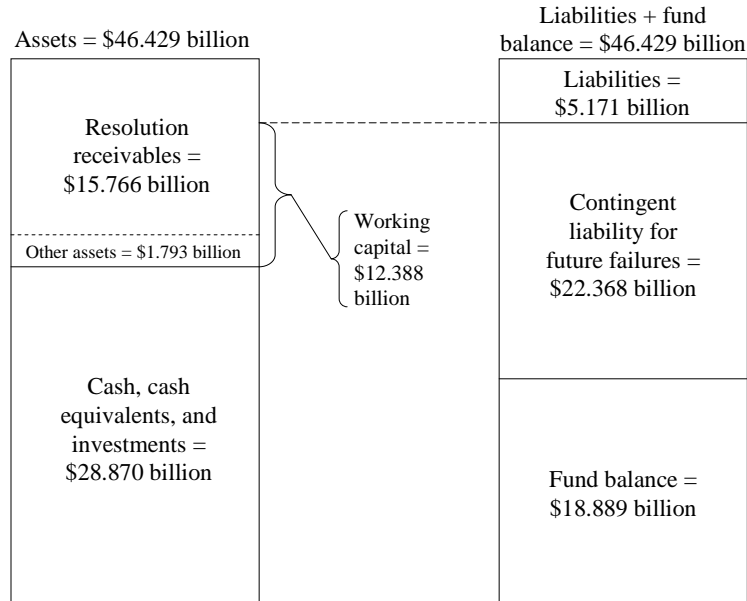 Assets = $46.429 billion
Resolution
receivables =
$15.766 billion
Other assets = $1.793 billion
Cash, cash
equivalents, and
investments =
$28.870 billion
Working
capital =
$12.388
billion
Liabilities + fund
balance = $46.429 billion
Liabilities =
$5.171 billion
Contingent
liability for
future failures =
$22.368 billion
Fund balance =
$18.889 billion